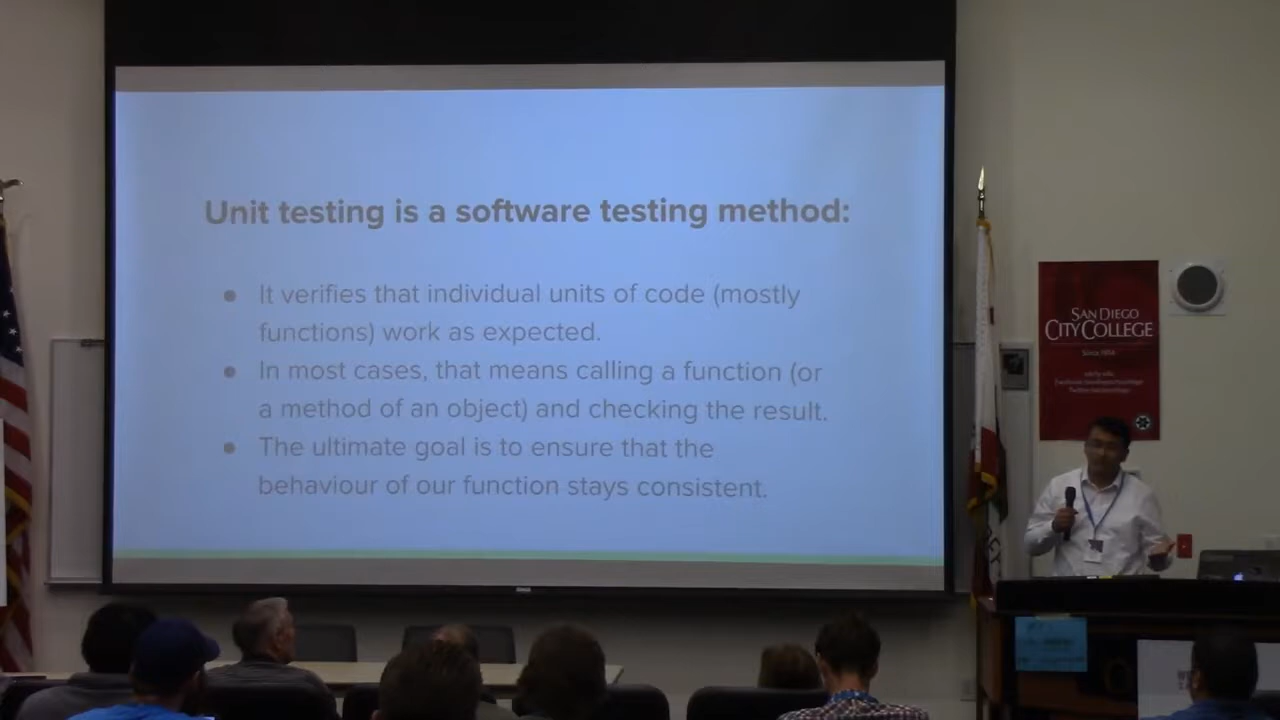 Unit testing is a software testing method:
● It verifies that individual units of code (mostly
functions) work as expected.
● In most cases, that means calling a function (or
a method of an object) and checking the result.
● The ultimate goal is to ensure that the
behaviour of our function stays consistent.
SAN DIEGO
CITY COLLEGE
Since 1914